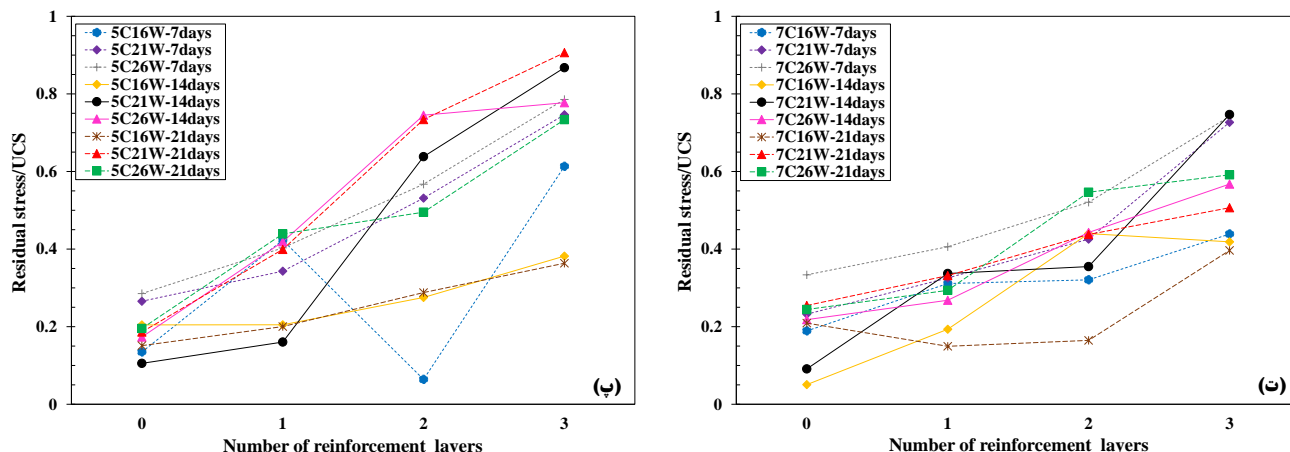 1
0.8
0.6
0.4
0.2
0
Residual stress/UCS
5C16W-7days
5C21W-7days
5C26W-7days
5C16W-14days
5C21W-14days
5C26W-14days
5C16W-21days
5C21W-21days
5C26W-21days
(پ)
0 1 2 3
Number of reinforcement layers
1
0.8
0.6
0.4
0.2
0
Residual stress/UCS
7C16W-7days
7C21W-7days
7C26W-7days
7C16W-14days
7C21W-14days
7C26W-14days
7C16W-21days
7C21W-21days
7C26W-21days
(ت)
0 1 2 3
Number of reinforcement layers